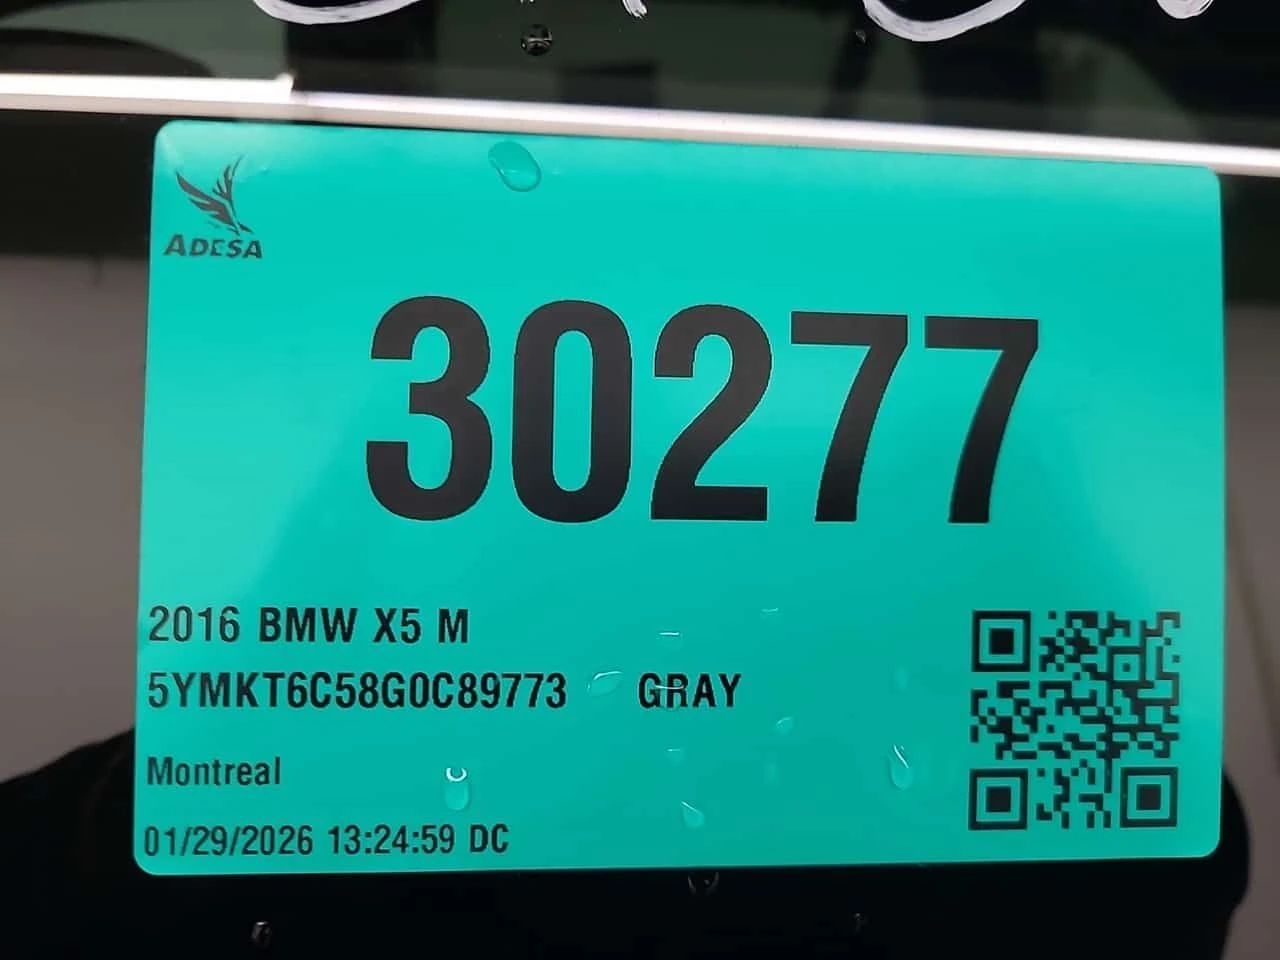 ADESA
30277
2016 BMW X5 M
5YMKT6C58G0C89773 GRAY
Montreal
01/29/2026 13:24:59 DC